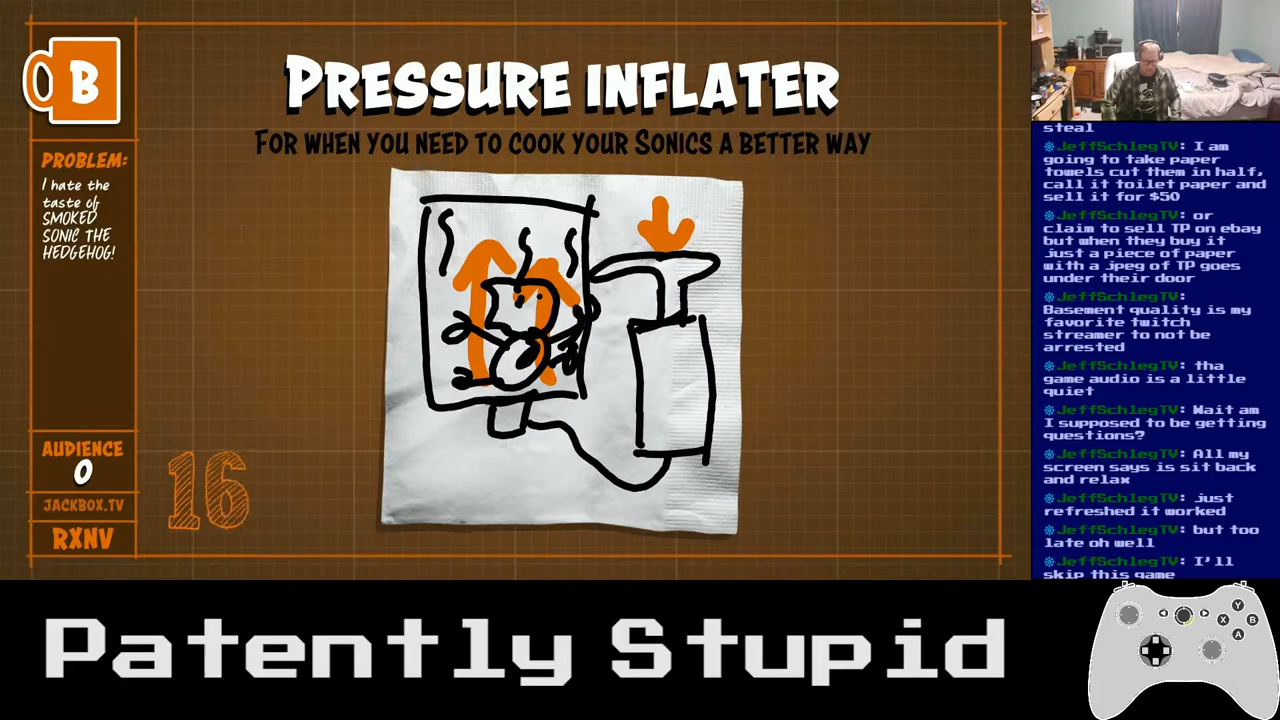 B
PRESSURE INFLATER
FOR WHEN YOU NEED TO COOK YOUR SONICS A BETTER WAY
PROBLEM:
I hate the
taste of
SMOKED
SONIC THE
HEDGEHOG!
AUDIENCE
0
JACKBOX.TV
RXNV
16
steal
JeffSchlegTV: I am
going to take paper
towels cut them in half,
call it toilet paper and
sell it for $50
JeffSchlegTV: or
claim to sell TP on ebay
but when they buy it
just a piece of paper
with a jpeg of TP goes
under their door
JeffSchlegTV:
Basement quality is my
favorite twitch
streamer to not be
arrested
JeffSchlegTV: tha
game audio is a little
quiet
JeffSchlegTV: Wait am
I supposed to be getting
questions?
JeffSchlegTV: All my
screen says is sit back
and relax
JeffSchlegTV: just
refreshed it worked
JeffSchlegTV: but too
late oh well
JeffSchlegTV: I'll
skip this game
Patently Stupid
Y
X
B
A